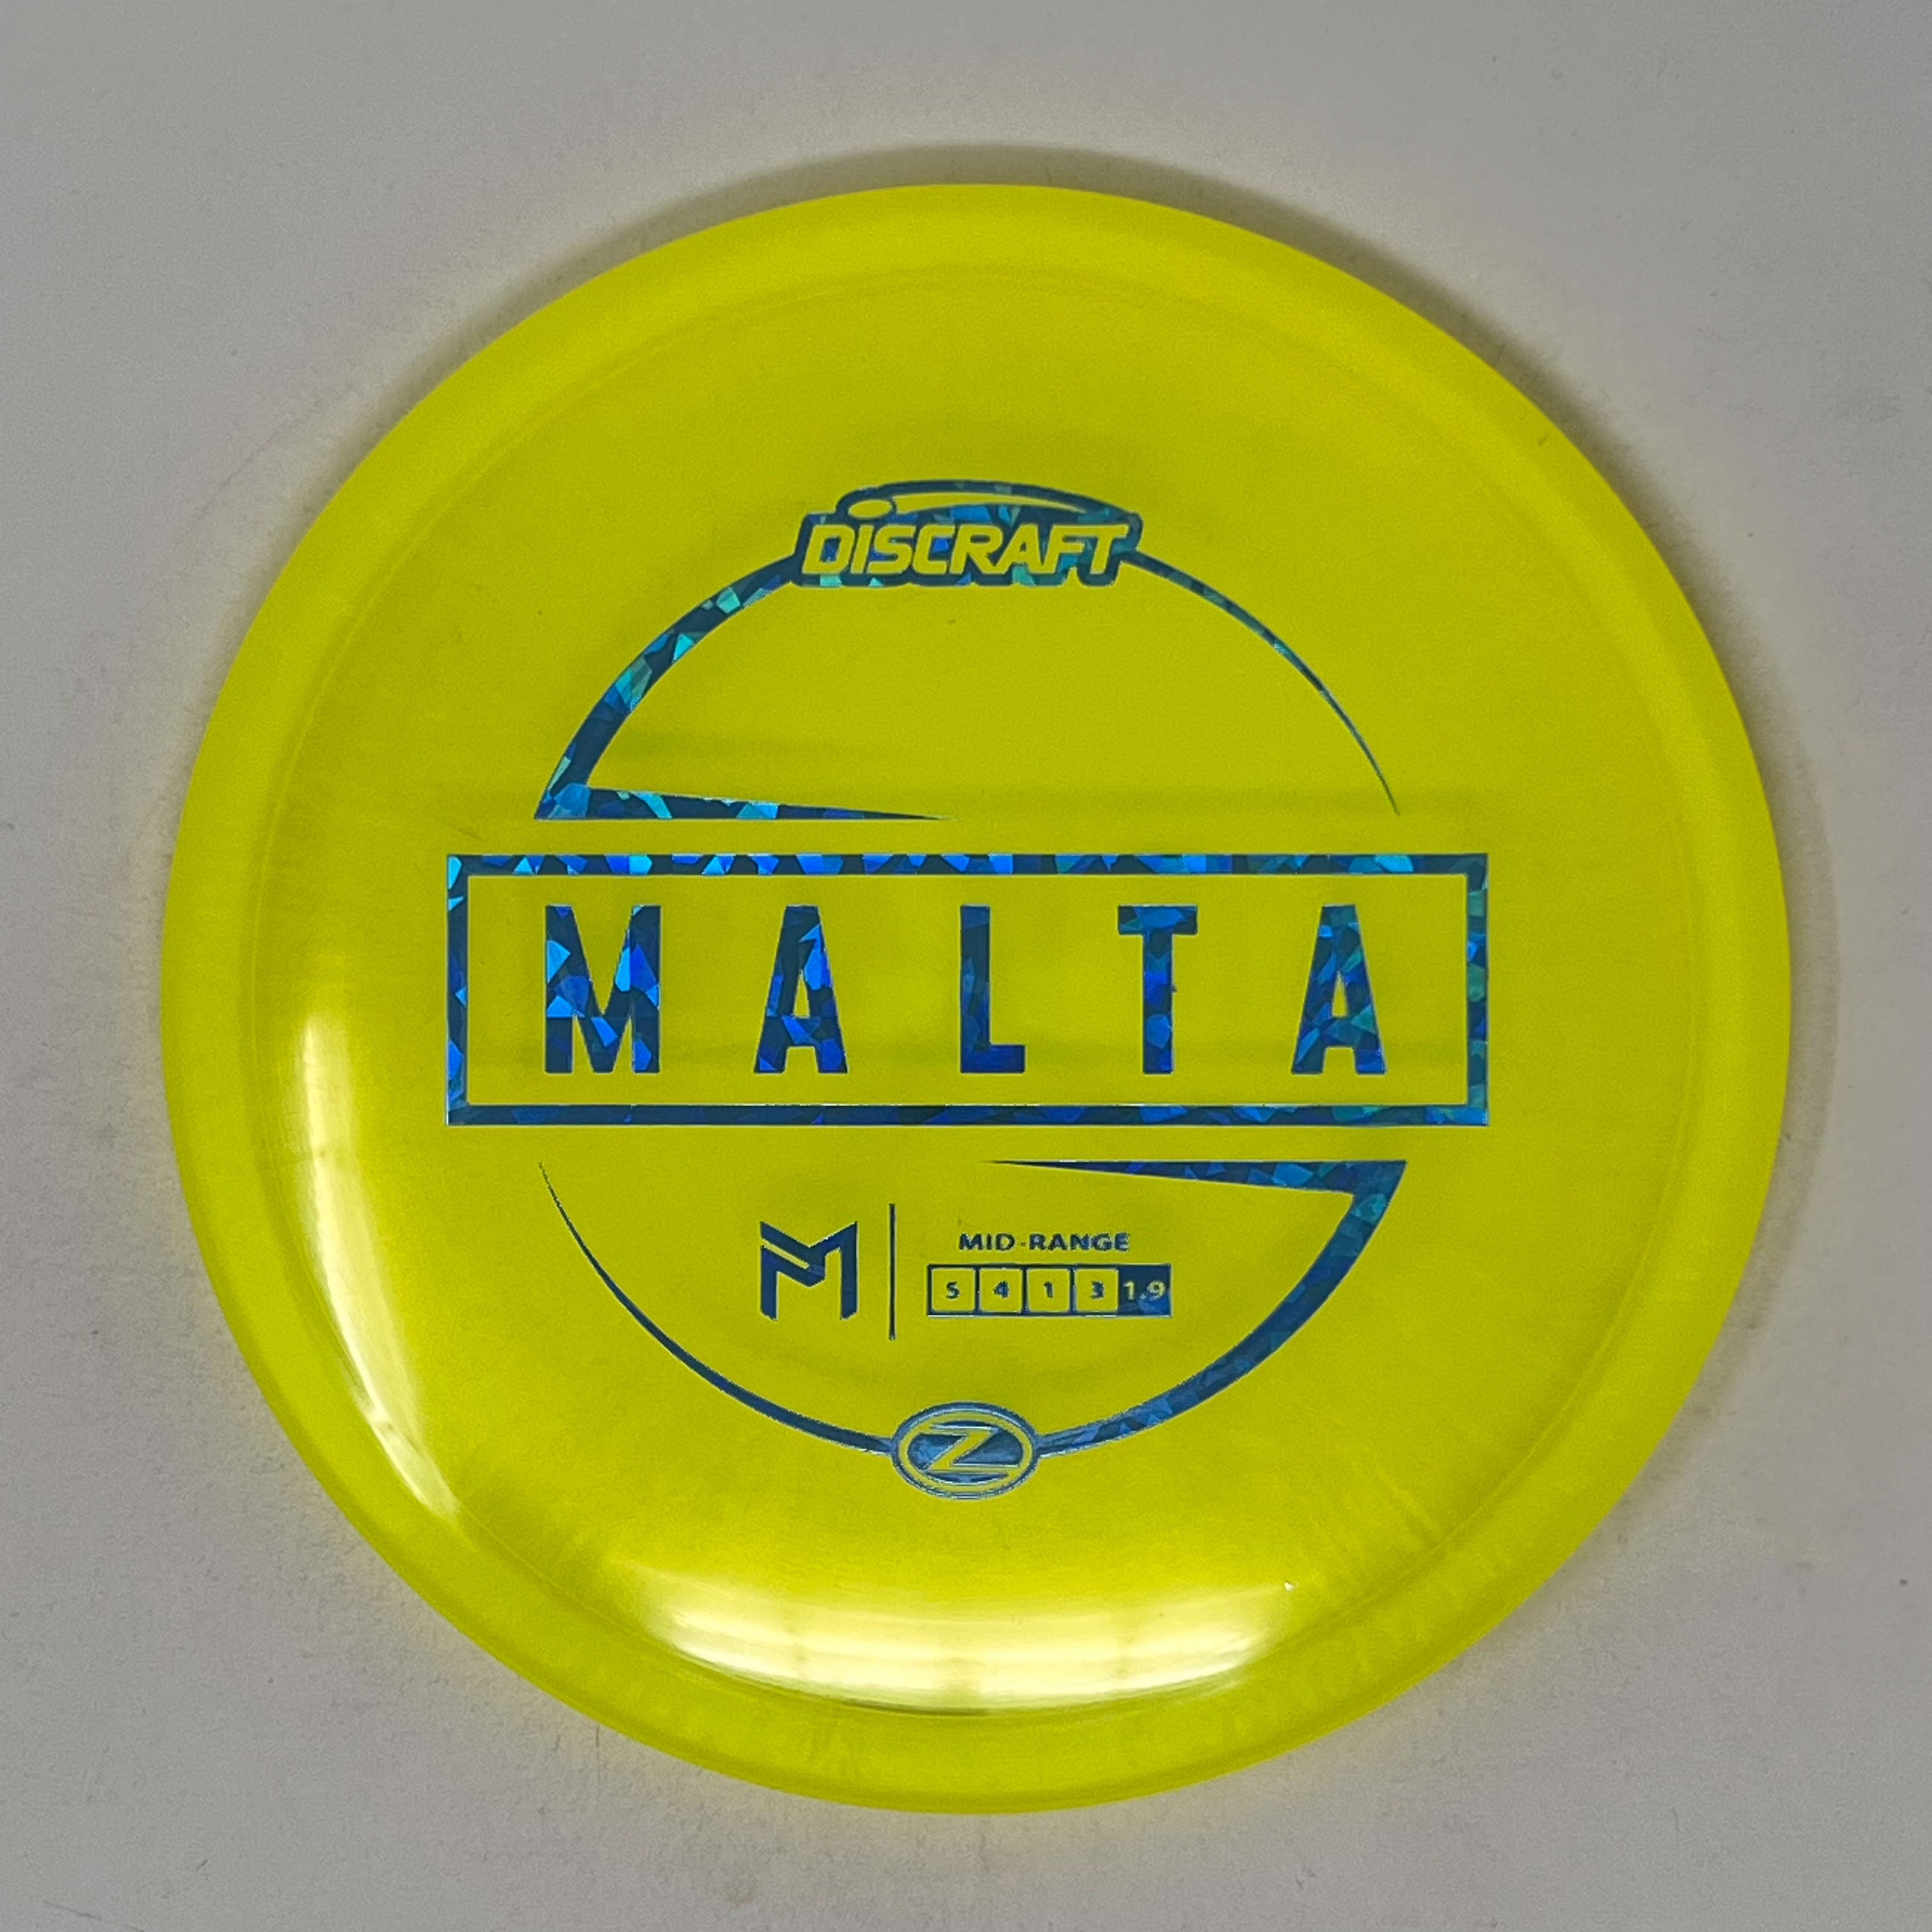 DISCRAFT
MALTA
MID-RANGE
5 4 1 3 1.9
Z